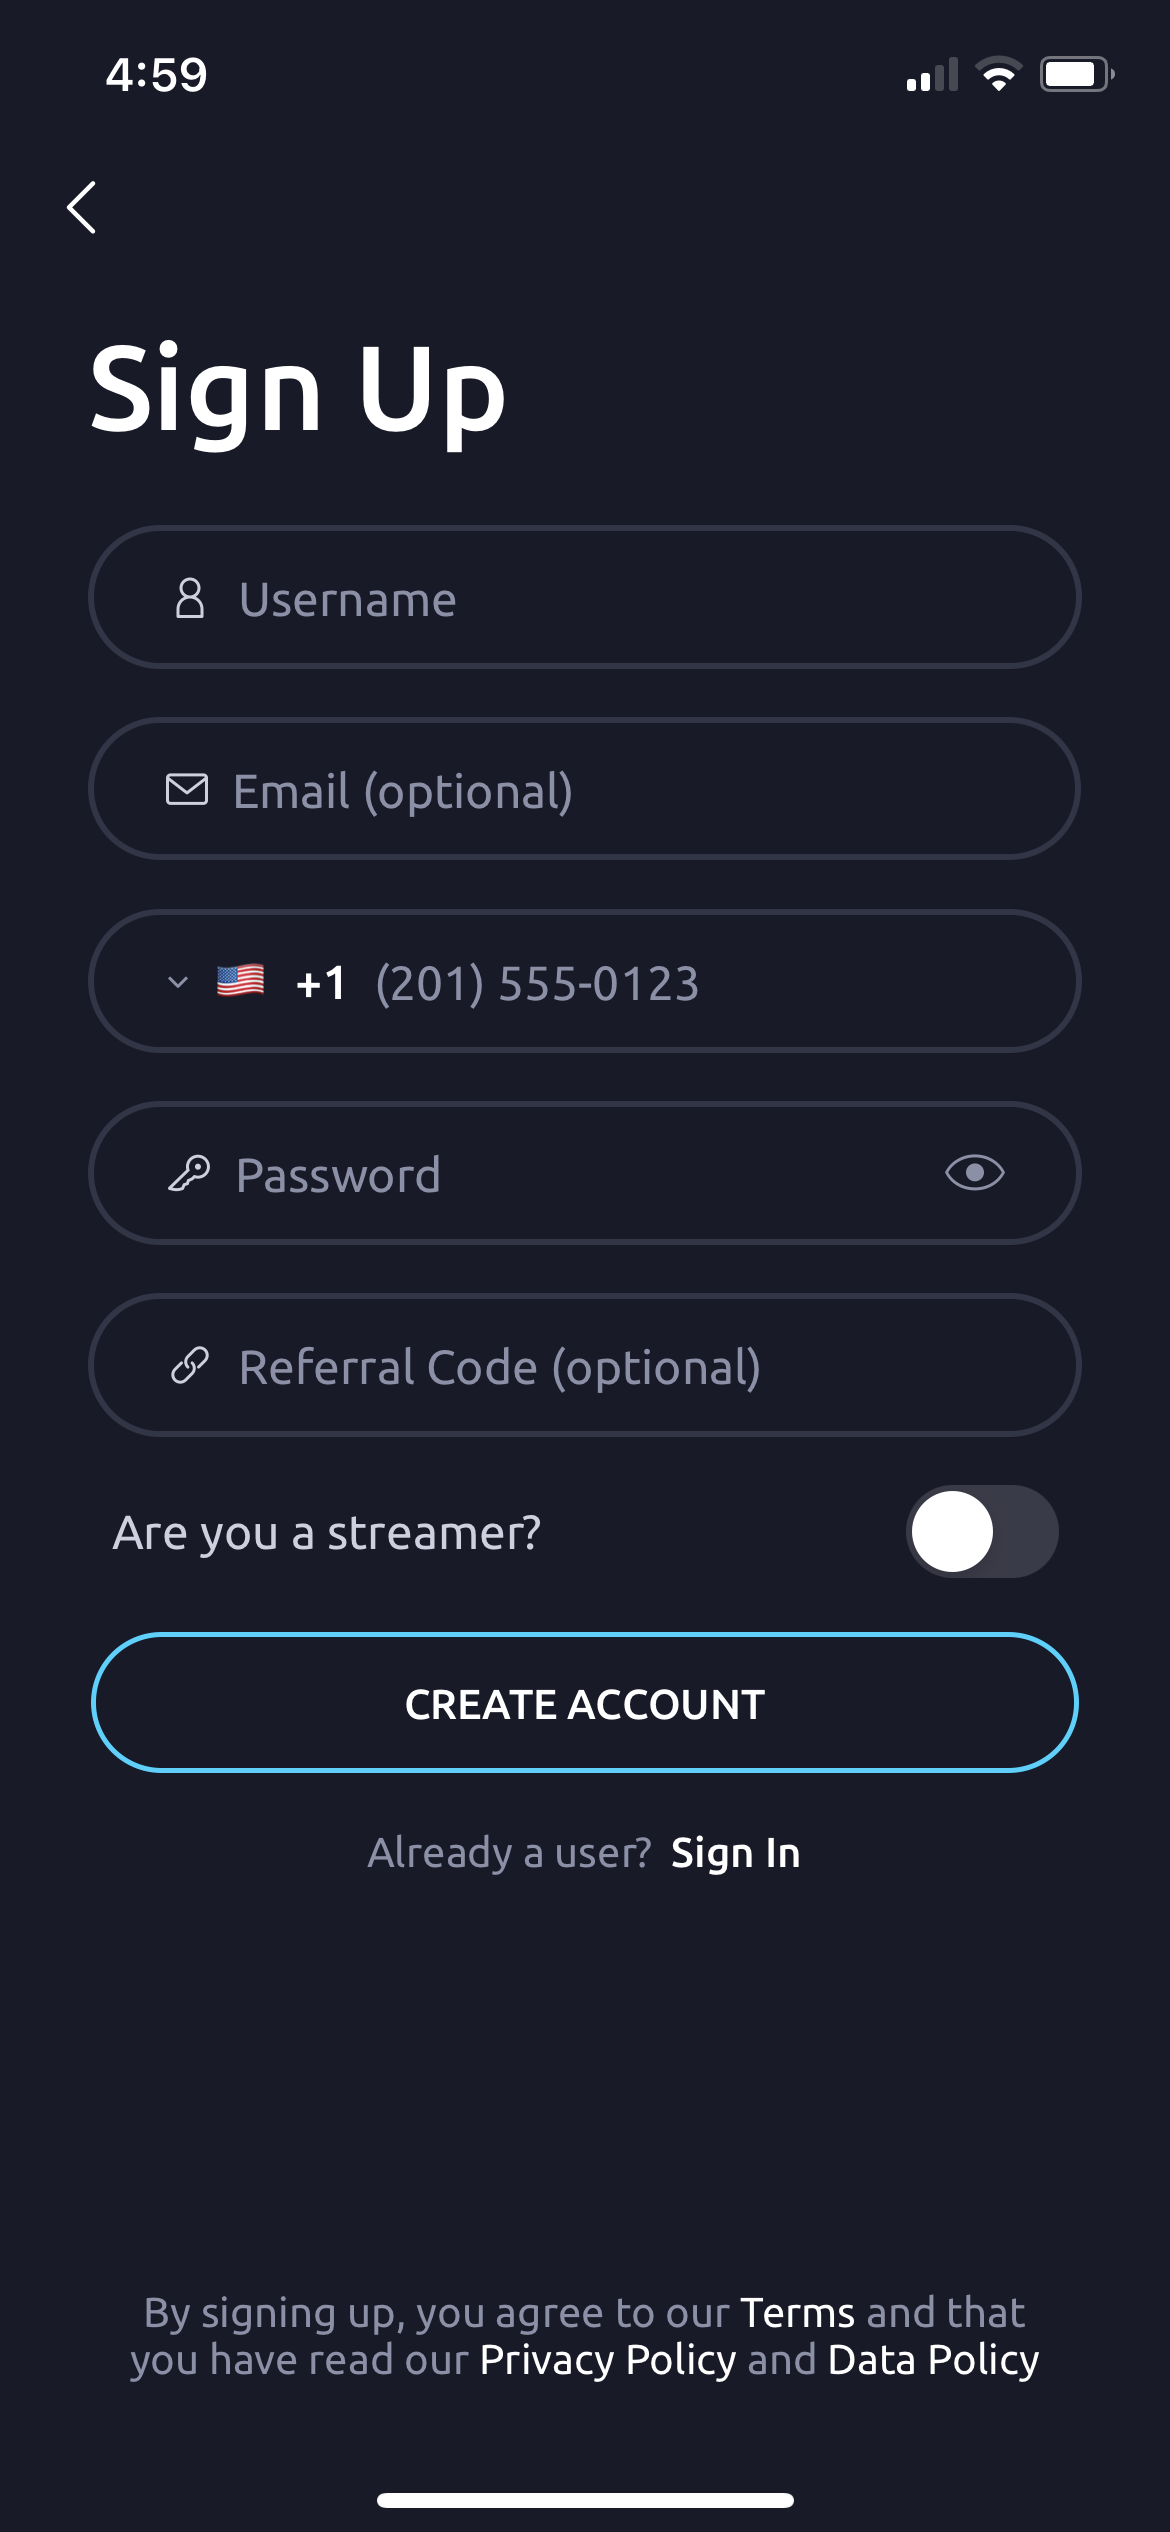 4:59
Sign Up
Username
Email (optional)
+1 (201) 555-0123
Password
Referral Code (optional)
Are you a streamer?
CREATE ACCOUNT
Already a user? Sign In
By signing up, you agree to our Terms and that
you have read our Privacy Policy and Data Policy